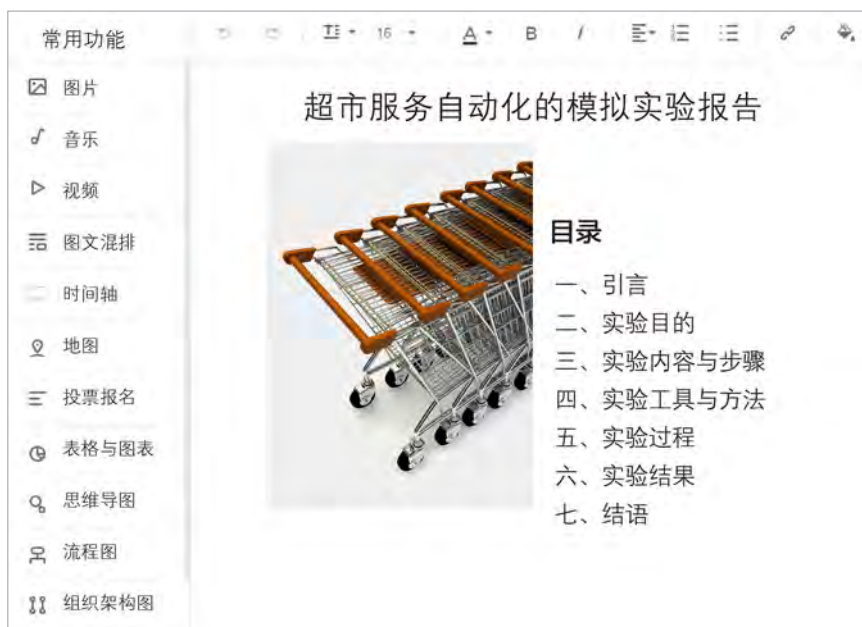 常用功能
16
A
B
I
图片
音乐
视频
图文混排
时间轴
地图
投票报名
表格与图表
思维导图
流程图
组织架构图
超市服务自动化的模拟实验报告
目录
一、引言
二、实验目的
三、实验内容与步骤
四、实验工具与方法
五、实验过程
六、实验结果
七、结语